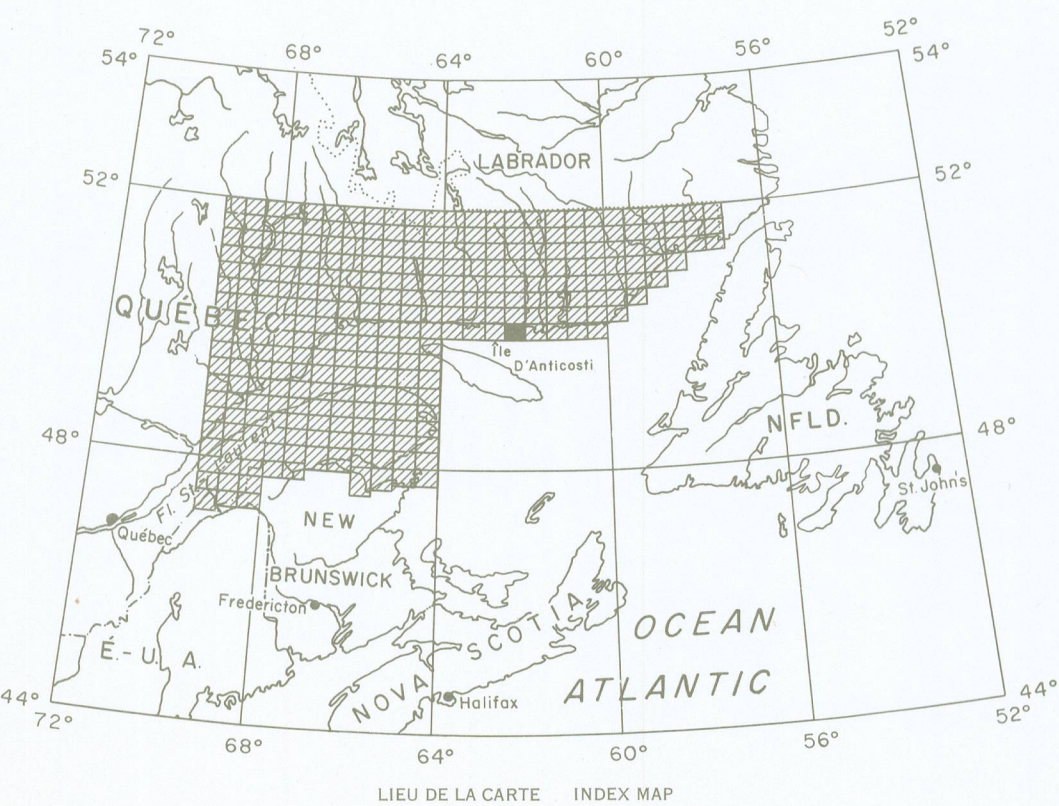 72°
68°
64°
60°
56°
52°
54°
54°
LABRADOR
52°
52°
QUÉBEC
Île
D'Anticosti
NFLD.
48°
48°
St. John's
Fl. St. Laurent
Québec
NEW
BRUNSWICK
Fredericton
NOVA SCOTIA
Halifax
OCEAN
ATLANTIC
É.-U. A.
44°
44°
72°
68°
64°
60°
56°
52°
LIEU DE LA CARTE INDEX MAP